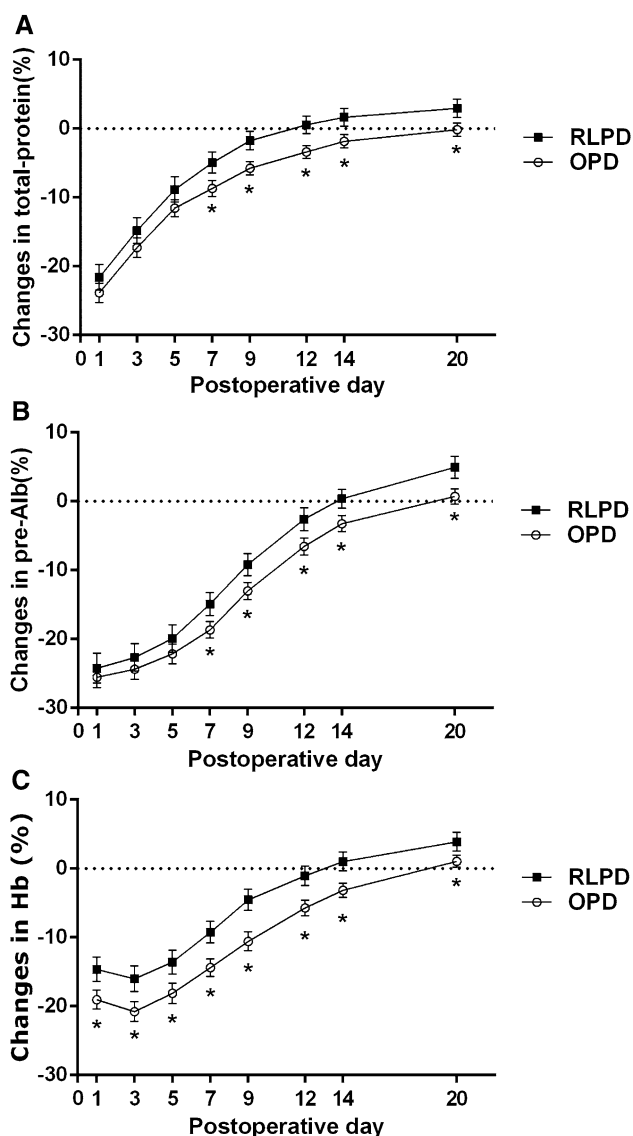 A
Changes in total-protein(%)
10
0
-10
-20
-30
0 1 3 5 7 9 12 14 20
Postoperative day
RLPD
OPD
* * * * *
B
Changes in pre-Alb(%)
10
0
-10
-20
-30
0 1 3 5 7 9 12 14 20
Postoperative day
RLPD
OPD
* * * * *
C
Changes in Hb (%)
10
0
-10
-20
-30
0 1 3 5 7 9 12 14 20
Postoperative day
RLPD
OPD
* * * * * * * *